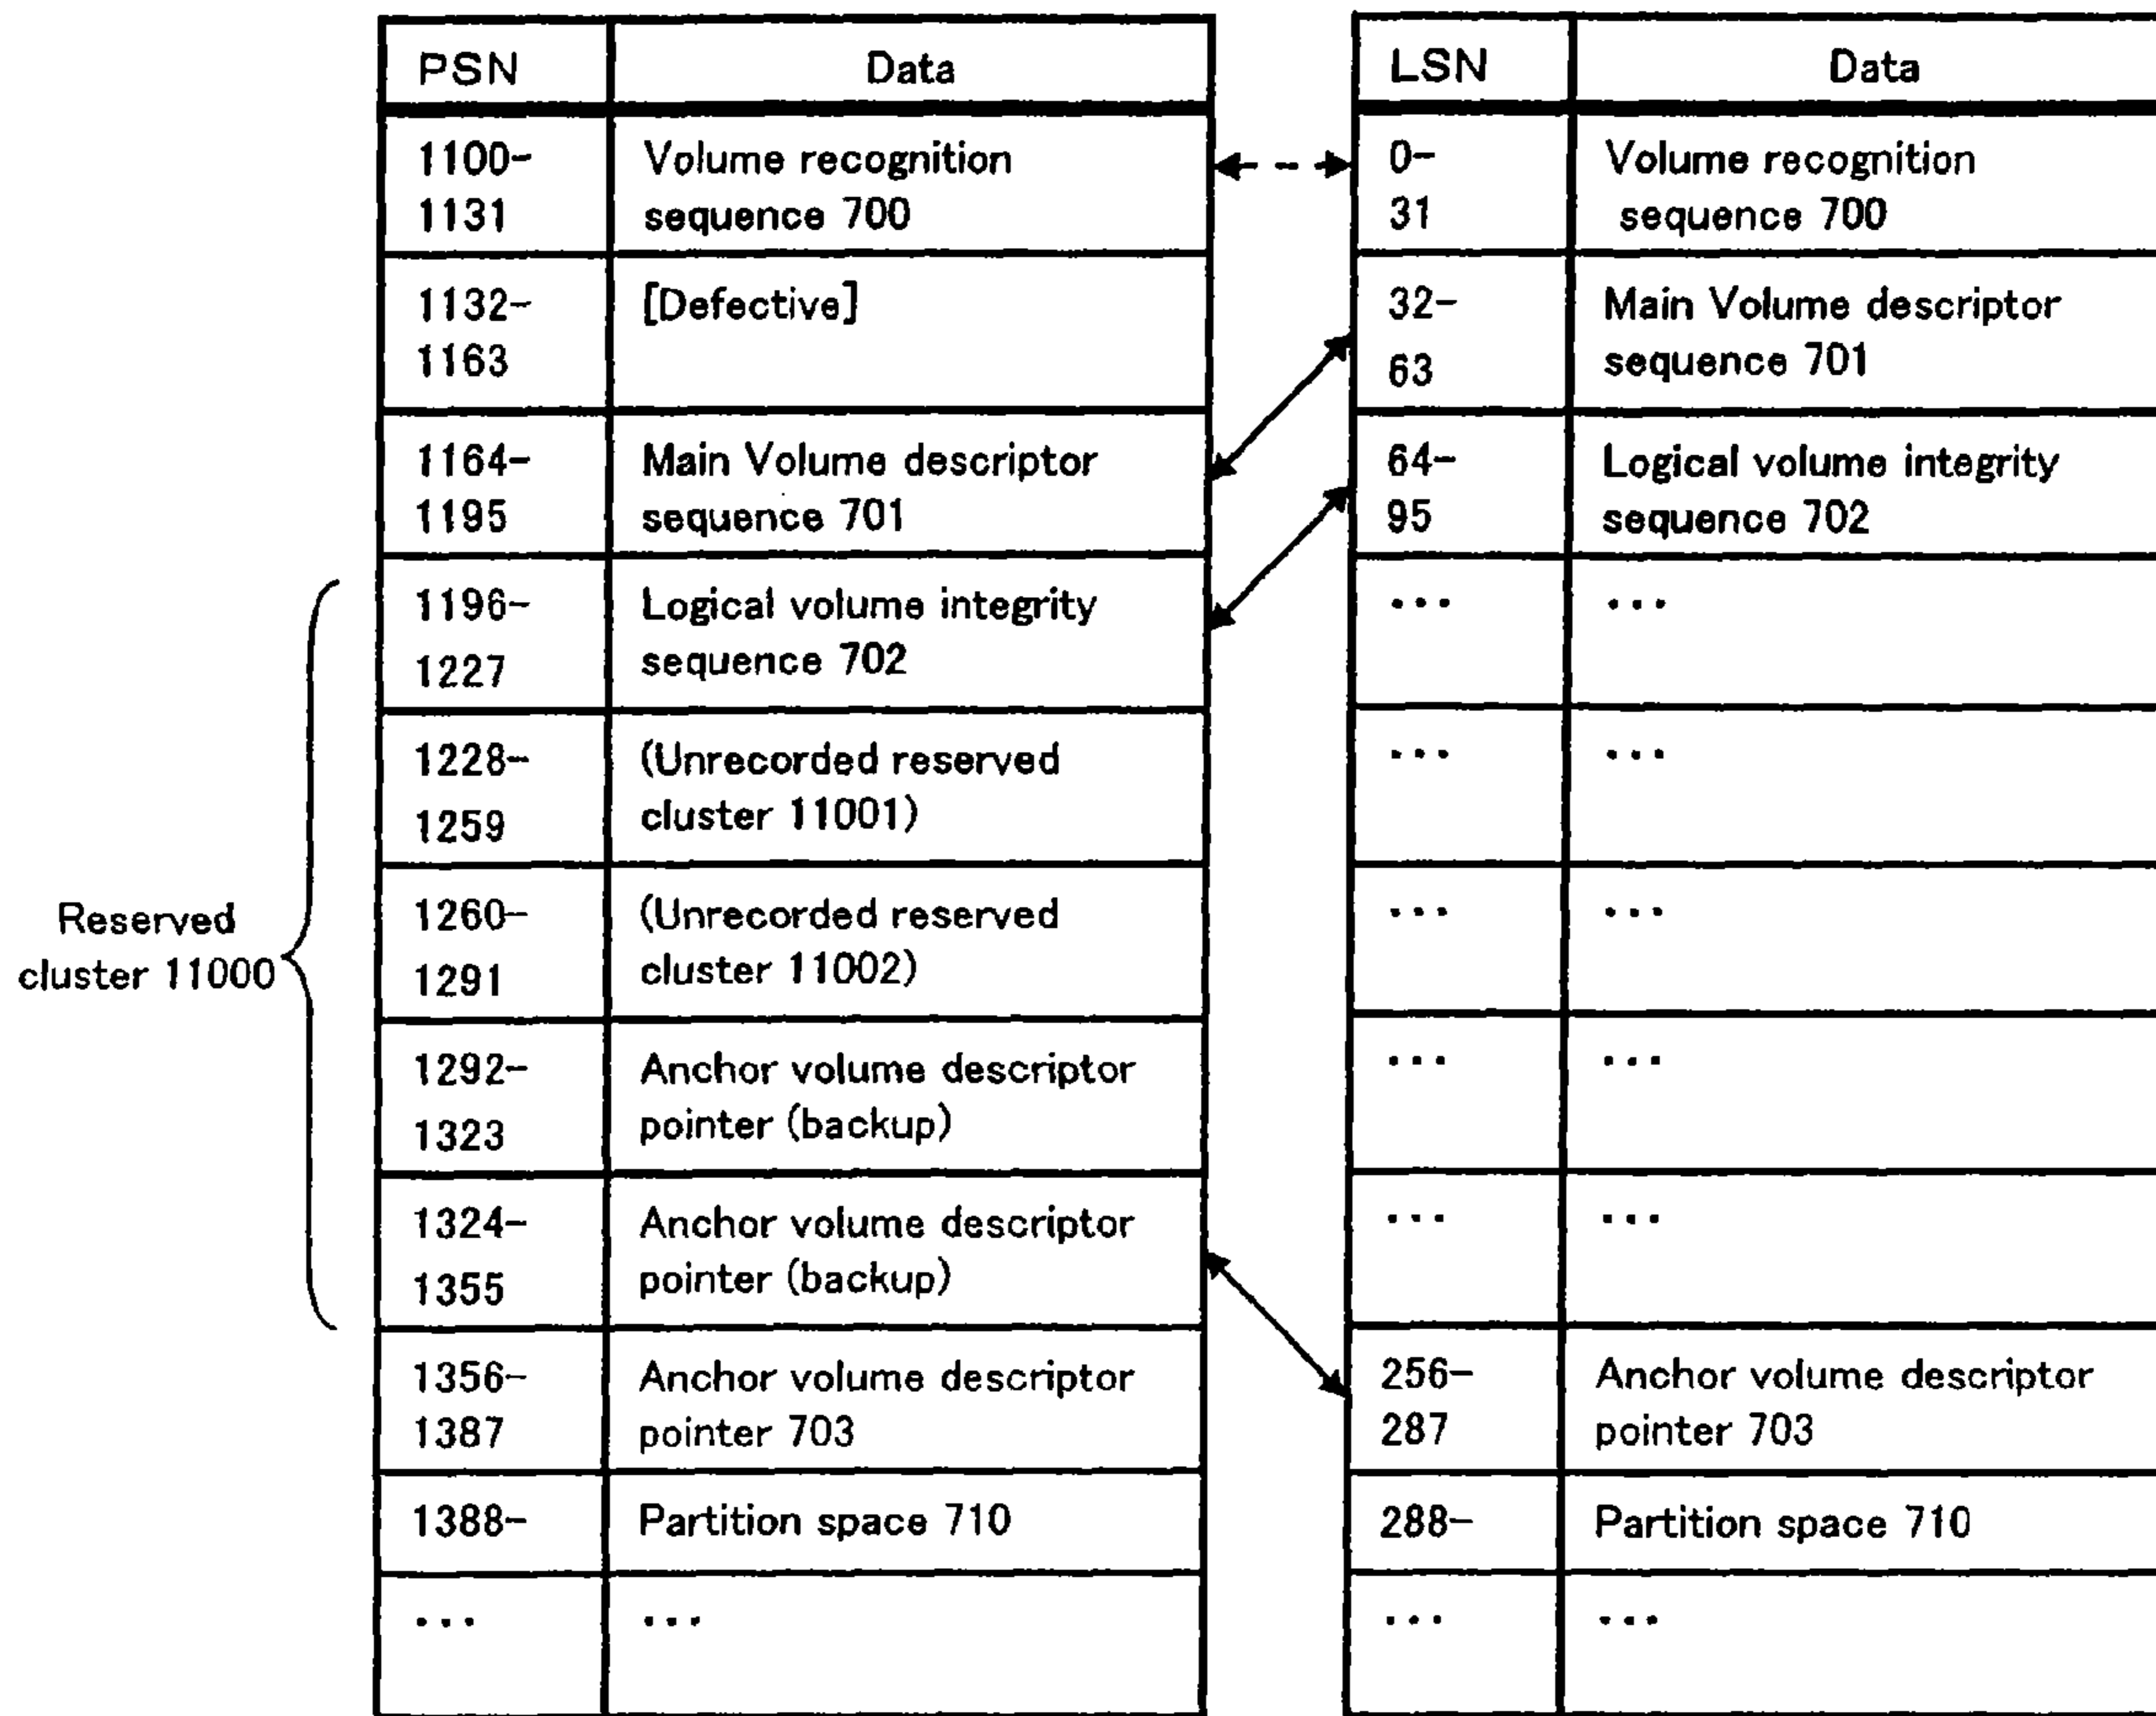 PSN Data LSN Data
1100- Volume recognition 0- Volume recognition
1131 sequence 700 31 sequence 700
1132- [Defective] 32- Main Volume descriptor
1163 63 sequence 701
1164- Main Volume descriptor 64- Logical volume integrity
1195 sequence 701 95 sequence 702
1196- Logical volume integrity ... ...
1227 sequence 702
1228- (Unrecorded reserved ... ...
1259 cluster 11001)
1260- (Unrecorded reserved ... ...
1291 cluster 11002)
Reserved
cluster 11000
1292- Anchor volume descriptor ... ...
1323 pointer (backup)
1324- Anchor volume descriptor ... ...
1355 pointer (backup)
1356- Anchor volume descriptor 256- Anchor volume descriptor
1387 pointer 703 287 pointer 703
1388- Partition space 710 288- Partition space 710
... ... ... ...